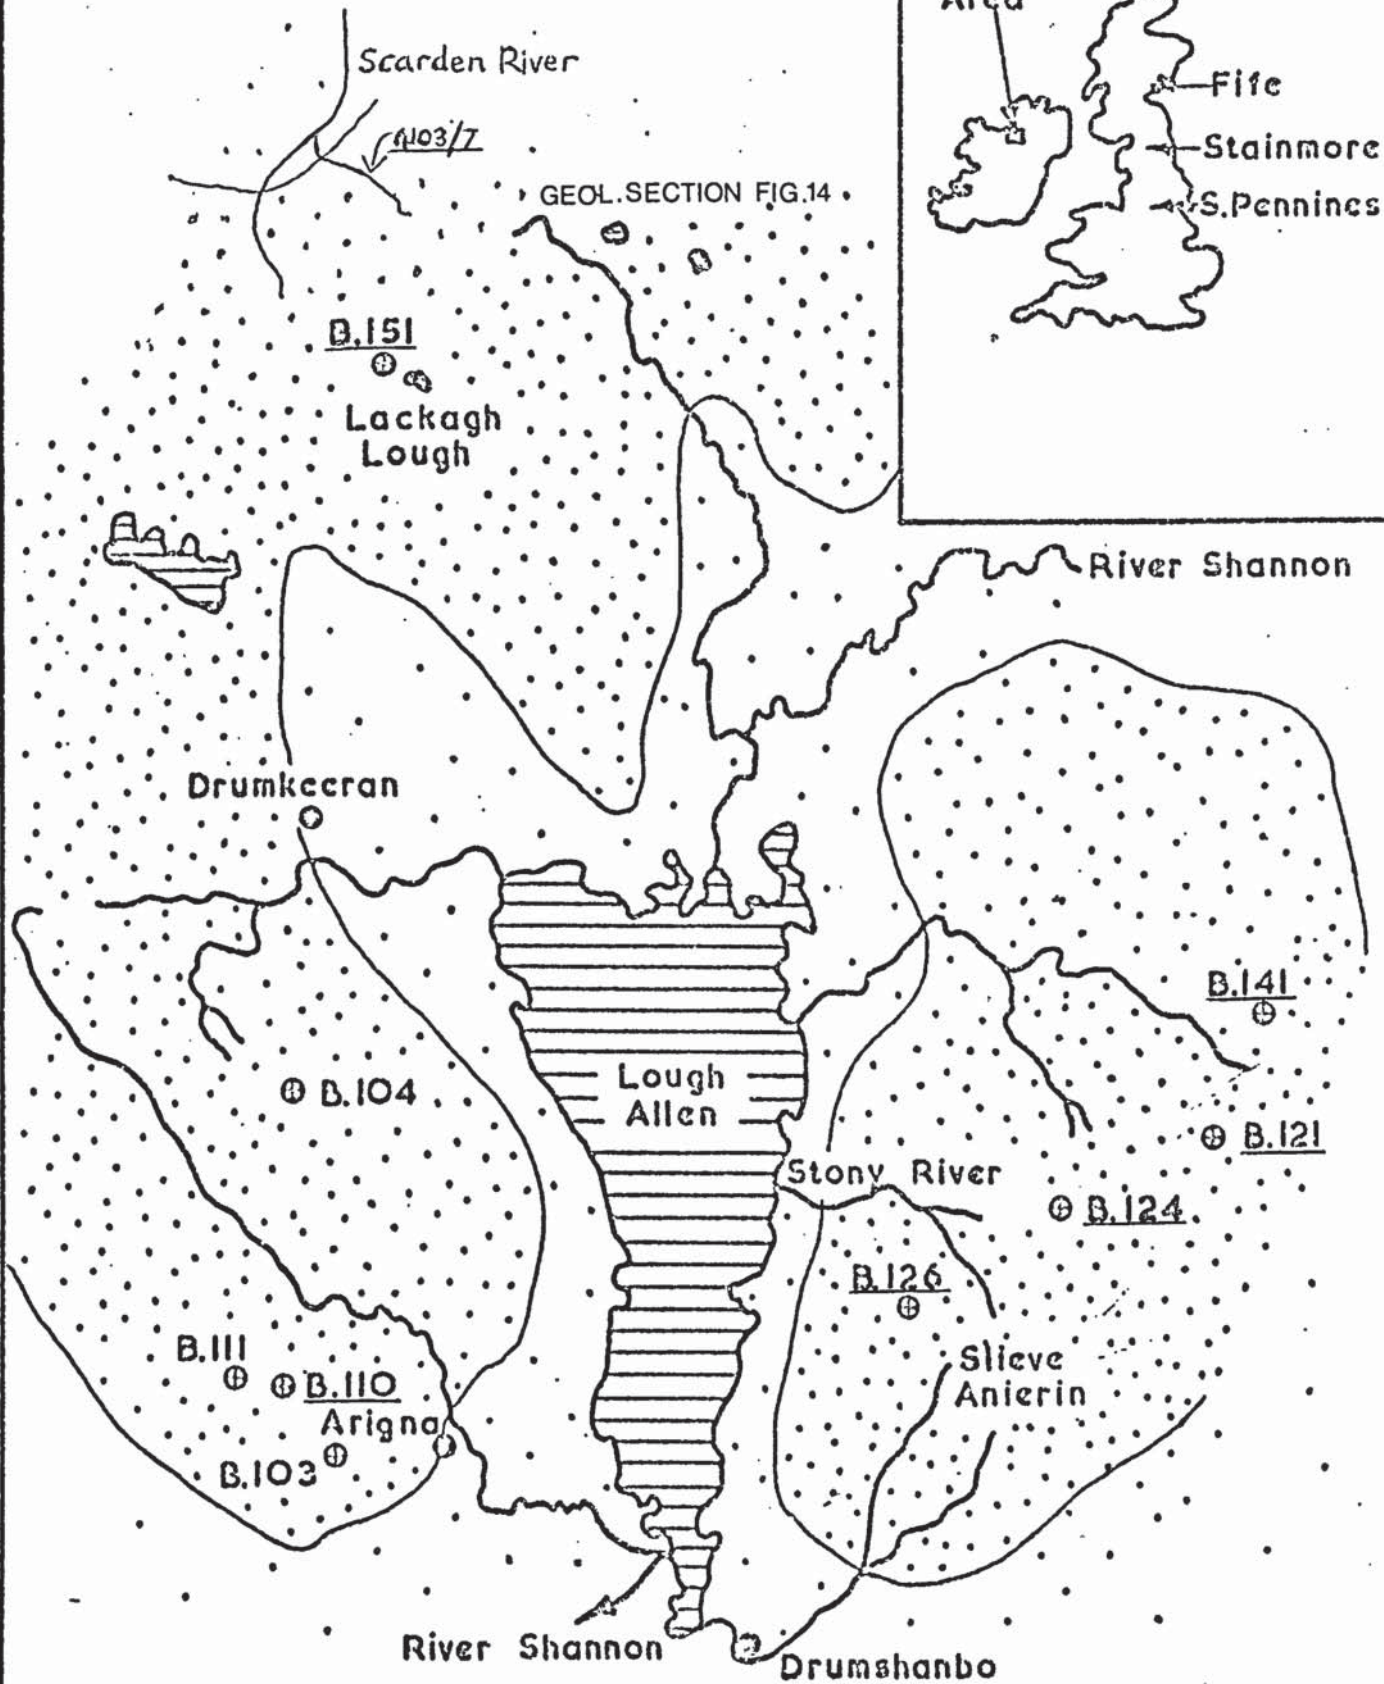 Area
Scarden River
Fife
103/7
Stainmore
GEOL. SECTION FIG.14
S.Pennines
B.151
Lackagh
Lough
River Shannon
Drumkeeran
B.141
B.104
Lough
Allen
B.121
Stony River
B.124
B.126
B.111
Slieve
Anierin
B.110
Arigna
B.103
River Shannon
Drumshanbo